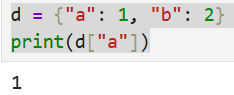 d = {"a": 1, "b": 2}
print(d["a"])
1